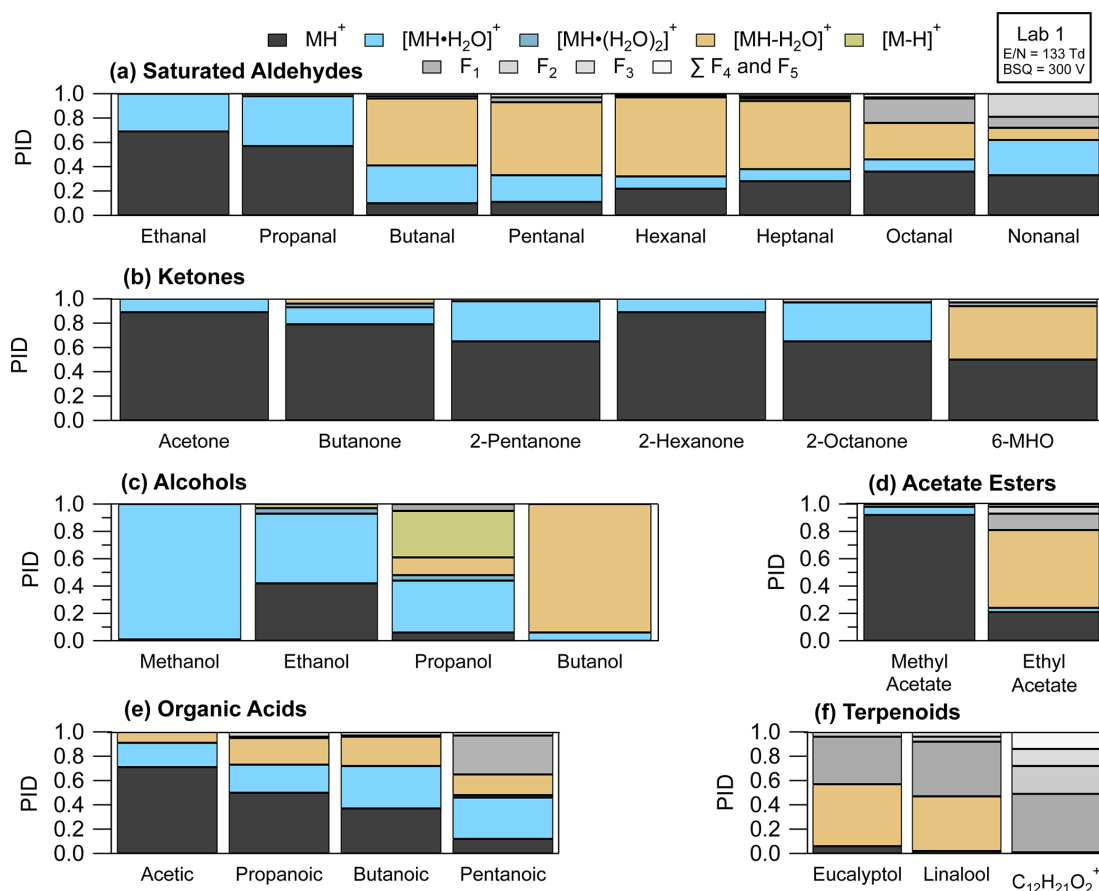 MH+ [MH•H2O]+ [MH•(H2O)2]+ [MH-H2O]+ [M-H]+
F1 F2 F3 ∑ F4 and F5
Lab 1
E/N = 133 Td
BSQ = 300 V
(a) Saturated Aldehydes
PID
1.0
0.8
0.6
0.4
0.2
0.0
Ethanal Propanal Butanal Pentanal Hexanal Heptanal Octanal Nonanal
(b) Ketones
PID
1.0
0.8
0.6
0.4
0.2
0.0
Acetone Butanone 2-Pentanone 2-Hexanone 2-Octanone 6-MHO
(c) Alcohols
PID
1.0
0.8
0.6
0.4
0.2
0.0
Methanol Ethanol Propanol Butanol
(d) Acetate Esters
PID
1.0
0.8
0.6
0.4
0.2
0.0
Methyl Acetate
Ethyl Acetate
(e) Organic Acids
PID
1.0
0.8
0.6
0.4
0.2
0.0
Acetic Propanoic Butanoic Pentanoic
(f) Terpenoids
PID
1.0
0.8
0.6
0.4
0.2
0.0
Eucalyptol Linalool C12H21O2+